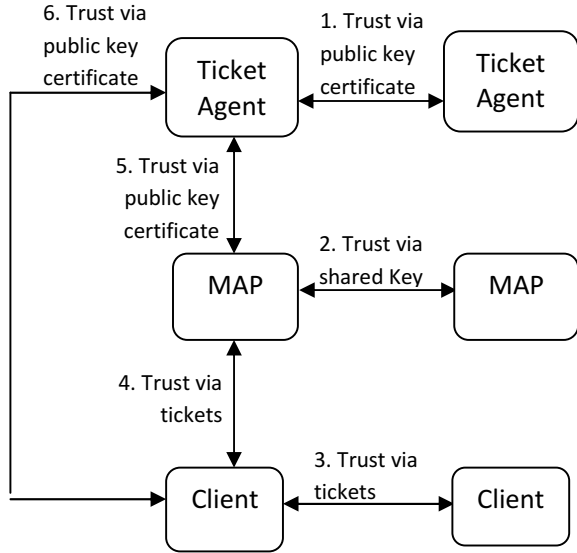 6. Trust via
public key
certificate
1. Trust via
public key
certificate
Ticket
Agent
Ticket
Agent
5. Trust via
public key
certificate
2. Trust via
shared Key
MAP
MAP
4. Trust via
tickets
3. Trust via
tickets
Client
Client